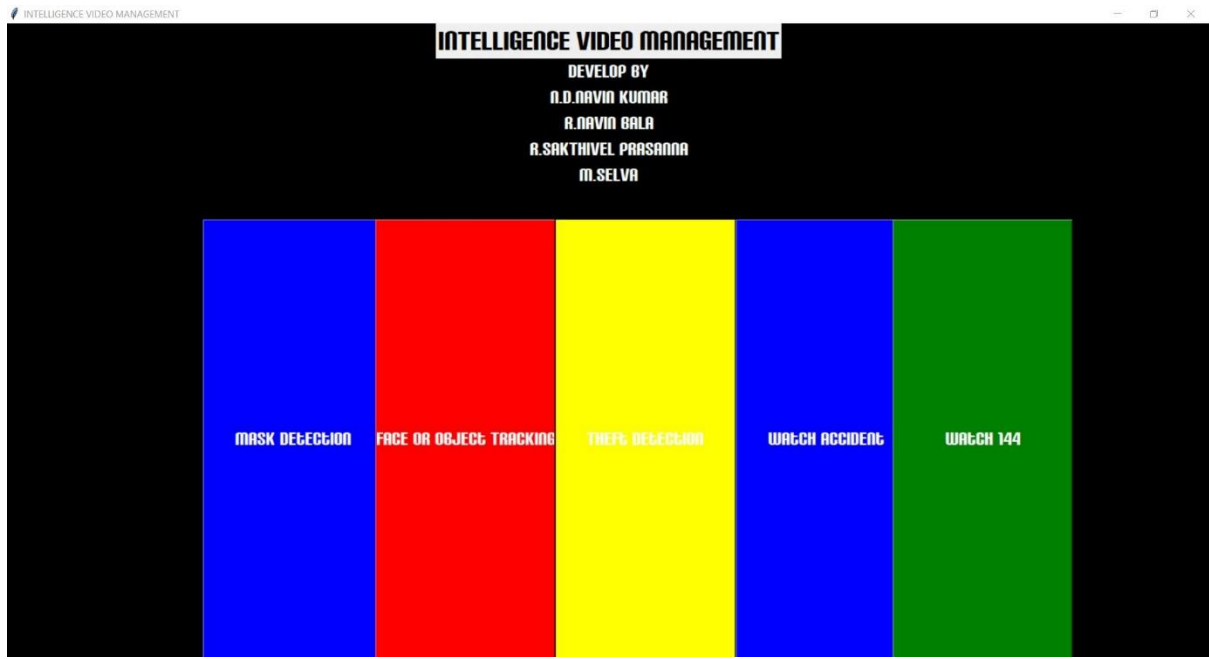 INTELLIGENCE VIDEO MANAGEMENT
INTELLIGENCE VIDEO MANAGEMENT
DEVELOP BY
N.D.NAVIN KUMAR
R.NAVIN BALA
R.SAKTHIVEL PRASANNA
M.SELVA
MASK DETECTION
FACE OR OBJECT TRACKING
THEFT DETECTION
WATCH ACCIDENT
WATCH 144